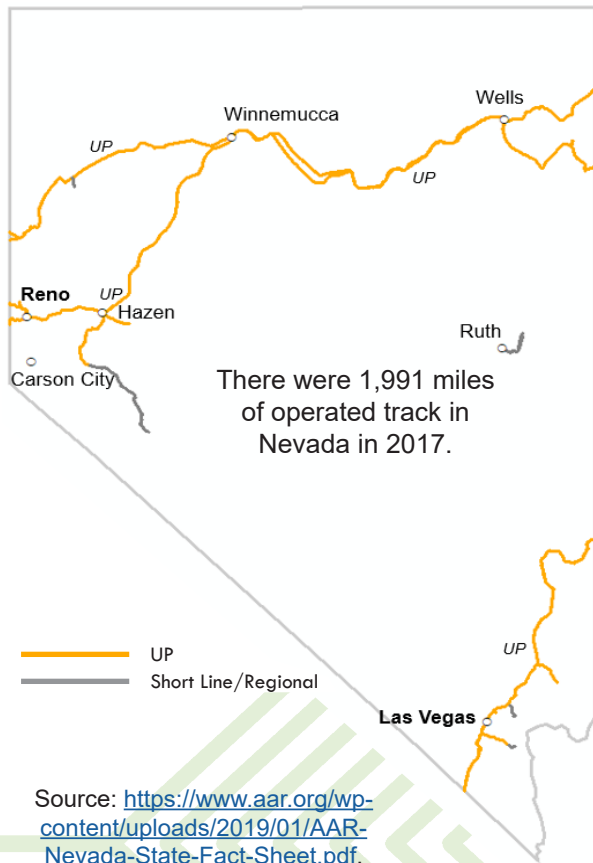 Wells
Winnemucca
UP
UP
Reno
UP
Hazen
Ruth
Carson City
There were 1,991 miles
of operated track in
Nevada in 2017.
UP
UP
Short Line/Regional
Las Vegas
Source: https://www.aar.org/wp-
content/uploads/2019/01/AAR-
Nevada-State-Fact-Sheet.pdf.